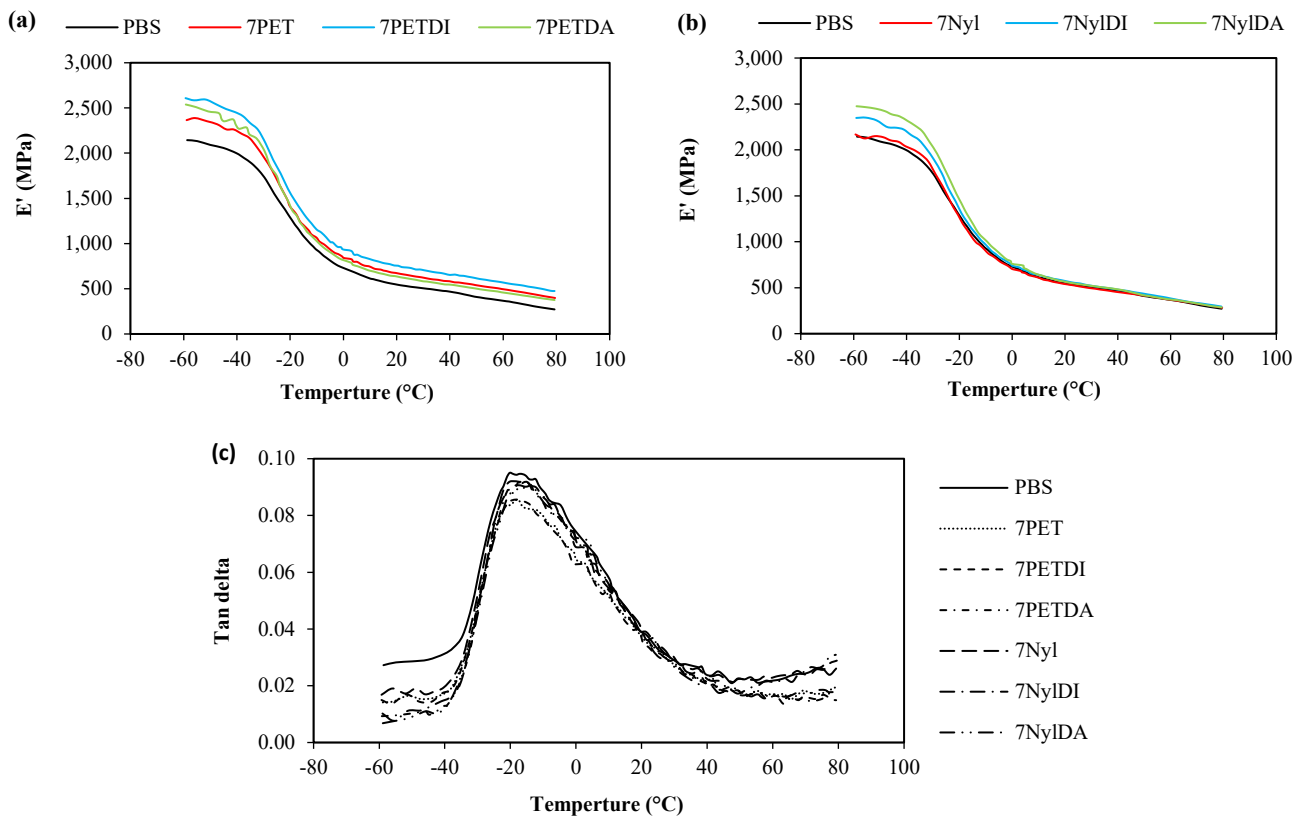 (a)
PBS 7PET 7PETDI 7PETDA
3,000
2,500
2,000
1,500
1,000
500
0
E' (MPa)
-80 -60 -40 -20 0 20 40 60 80 100
Temperture (°C)
(b)
PBS 7Nyl 7NylDI 7NylDA
3,000
2,500
2,000
1,500
1,000
500
0
E' (MPa)
-80 -60 -40 -20 0 20 40 60 80 100
Temperture (°C)
(c)
0.10
0.08
0.06
0.04
0.02
0.00
Tan delta
-80 -60 -40 -20 0 20 40 60 80 100
Temperture (°C)
PBS
7PET
7PETDI
7PETDA
7Nyl
7NylDI
7NylDA